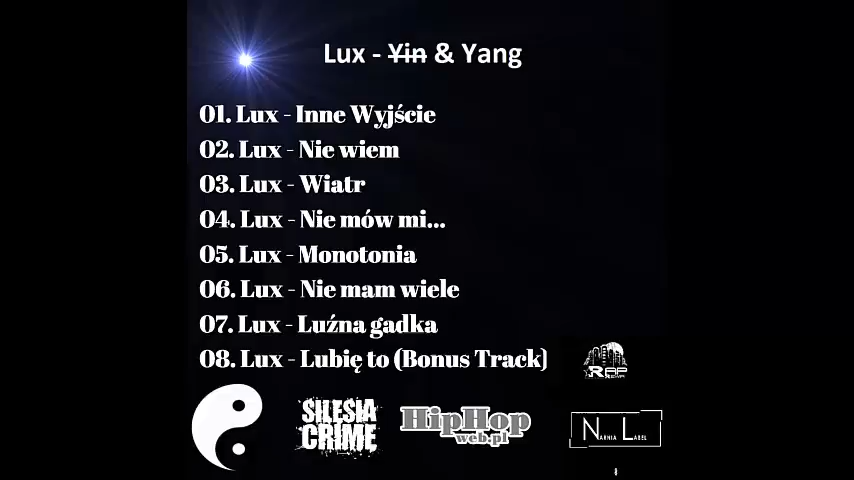 Lux - Yin & Yang
01. Lux - Inne Wyjście
02. Lux - Nie wiem
03. Lux - Wiatr
04. Lux - Nie mów mi...
05. Lux - Monotonia
06. Lux - Nie mam wiele
07. Lux - Luźna gadka
08. Lux - Lubię to (Bonus Track)
RAP
SILESIA
CRIME
HipHop
web.pl
NARNIA LABEL